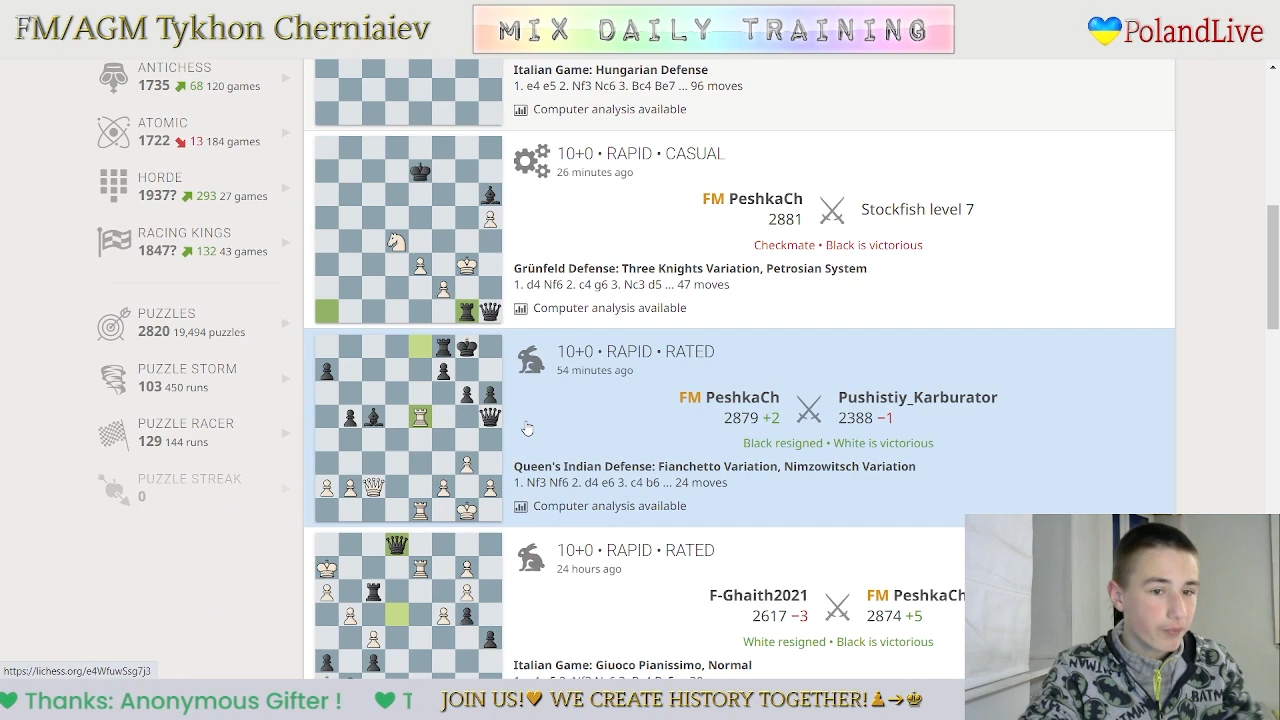 FM/AGM Tykhon Cherniaiev
MIX DAILY TRAINING
PolandLive
ANTICHESS
1735 68 120 games
ATOMIC
1722 13 184 games
HORDE
1937? 293 27 games
RACING KINGS
1847? 132 43 games
PUZZLES
2820 19,494 puzzles
PUZZLE STORM
103 450 runs
PUZZLE RACER
129 144 runs
PUZZLE STREAK
0
Italian Game: Hungarian Defense
1. e4 e5 2. Nf3 Nc6 3. Bc4 Be7 ... 96 moves
Computer analysis available
10+0 • RAPID • CASUAL
26 minutes ago
FM PeshkaCh
2881
Stockfish level 7
Checkmate • Black is victorious
Grünfeld Defense: Three Knights Variation, Petrosian System
1. d4 Nf6 2. c4 g6 3. Nc3 d5 ... 47 moves
Computer analysis available
10+0 • RAPID • RATED
54 minutes ago
FM PeshkaCh
2879 +2
Pushistiy_Karburator
2388 −1
Black resigned • White is victorious
Queen's Indian Defense: Fianchetto Variation, Nimzowitsch Variation
1. Nf3 Nf6 2. d4 e6 3. c4 b6 ... 24 moves
Computer analysis available
10+0 • RAPID • RATED
24 hours ago
F-Ghaith2021
2617 −3
FM PeshkaCh
2874 +5
White resigned • Black is victorious
Italian Game: Giuoco Pianissimo, Normal
https://lichess.org/e4WfuwSsg7j3
Thanks: Anonymous Gifter ! T
JOIN US! WE CREATE HISTORY TOGETHER!